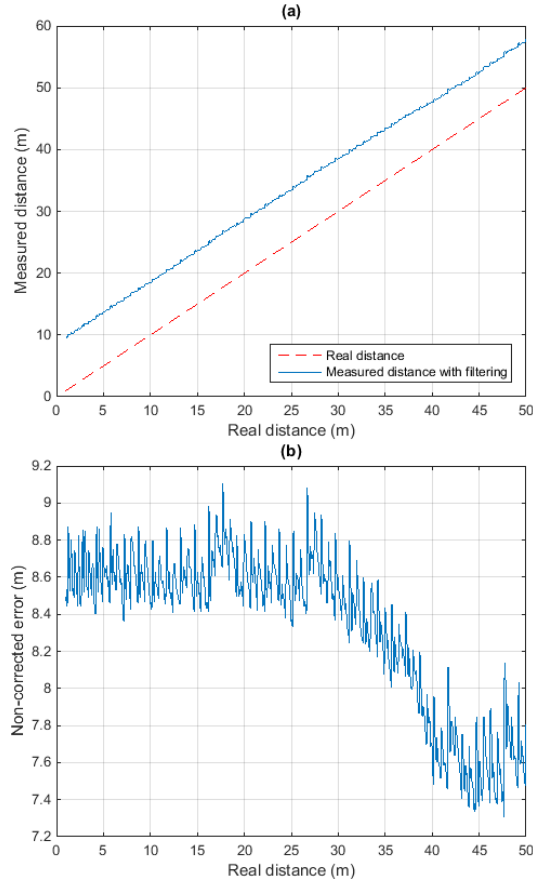 (a)
60
50
40
30
20
10
0
Measured distance (m)
Real distance
Measured distance with filtering
0 5 10 15 20 25 30 35 40 45 50
Real distance (m)
(b)
9.2
9
8.8
8.6
8.4
8.2
8
7.8
7.6
7.4
7.2
Non-corrected error (m)
0 5 10 15 20 25 30 35 40 45 50
Real distance (m)